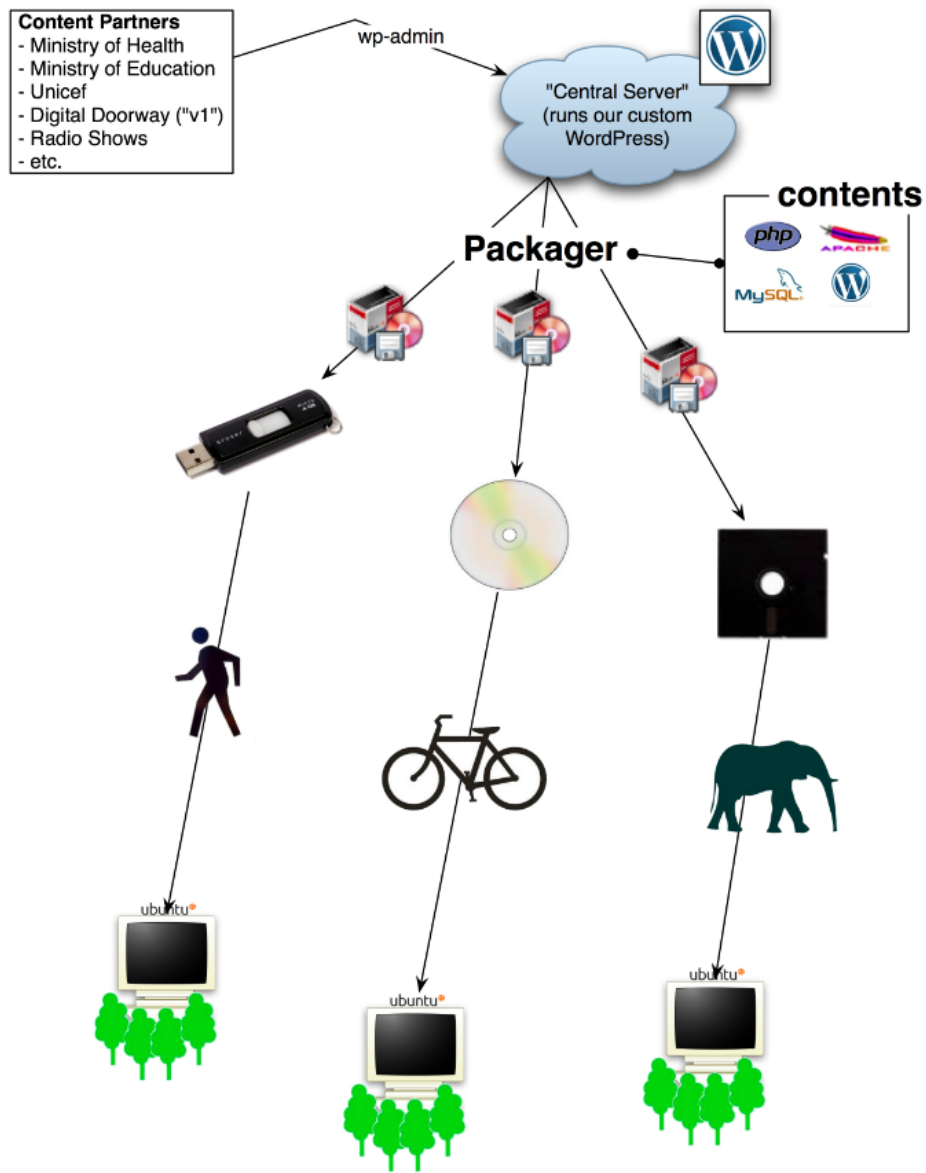 Content Partners
- Ministry of Health
- Ministry of Education
- Unicef
- Digital Doorway ("v1")
- Radio Shows
- etc.
wp-admin
"Central Server"
(runs our custom
WordPress)
Packager
contents
php
APACHE
MySQL
ubuntu
ubuntu
ubuntu